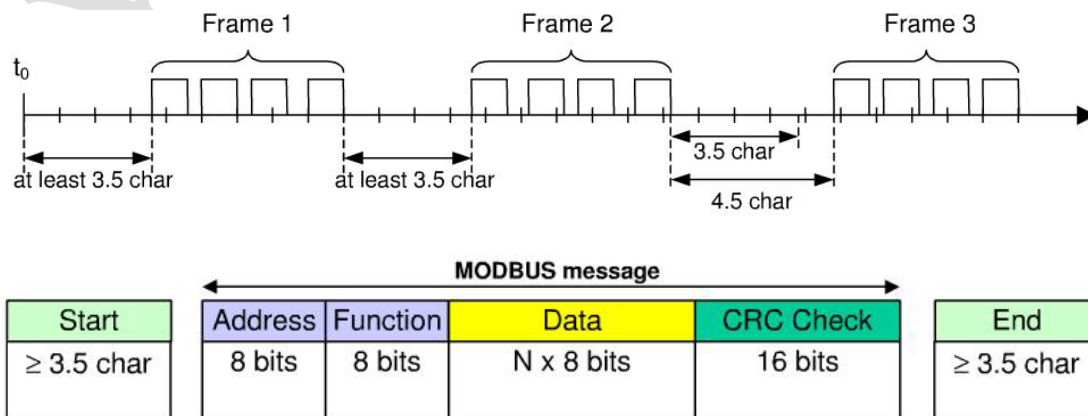 Frame 1 Frame 2 Frame 3
t0
at least 3.5 char at least 3.5 char 3.5 char
4.5 char
MODBUS message
Start Address Function Data CRC Check End
≥ 3.5 char 8 bits 8 bits N x 8 bits 16 bits ≥ 3.5 char